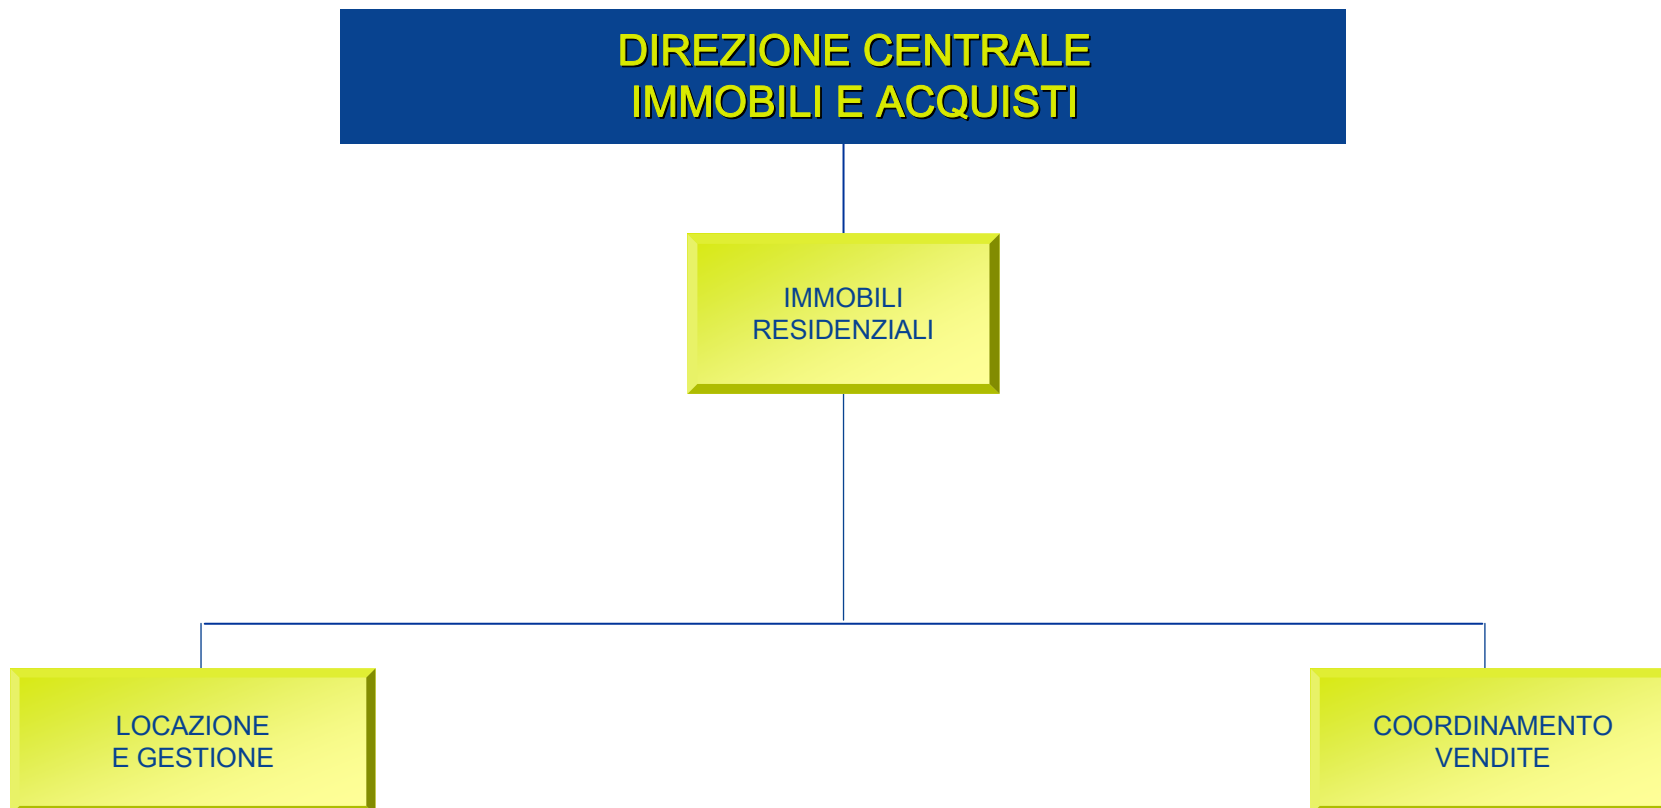 DIREZIONE CENTRALE
IMMOBILI E ACQUISTI
IMMOBILI
RESIDENZIALI
LOCAZIONE
E GESTIONE
COORDINAMENTO
VENDITE